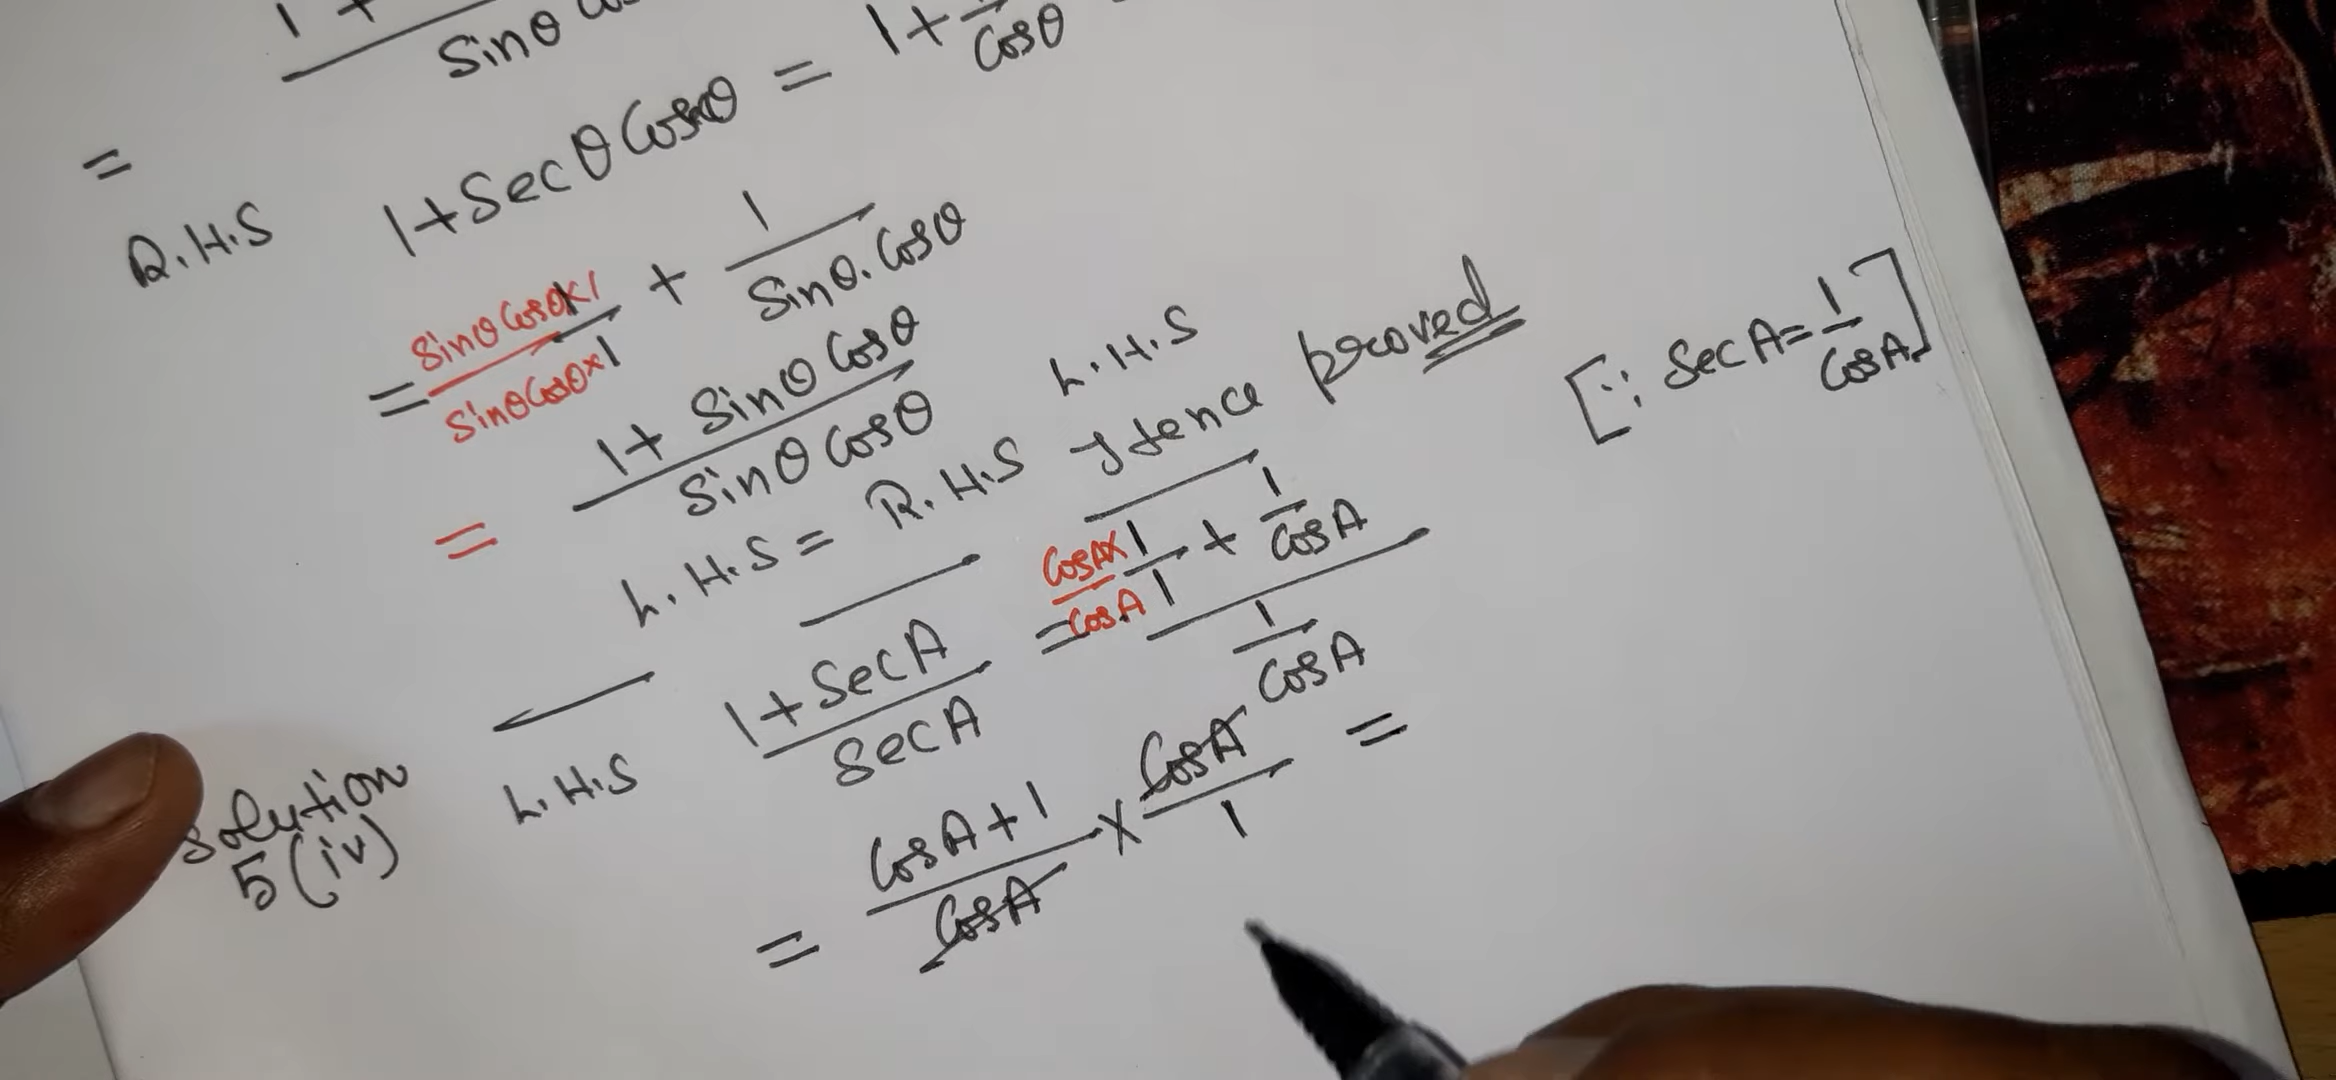 1 +
Sinθ
= 1 + Secθ Cosecθ = 1 +
Cosθ
R.H.S
= Sinθ Cosθ×1 / Sinθ Cosθ×1 + 1 / Sinθ. Cosθ
= 1 + Sinθ Cosθ / Sinθ Cosθ
L.H.S
L.H.S = R.H.S Hence proved
Solution 5(iv)
L.H.S 1 + Sec A / Sec A = Cos A × 1 / Cos A 1 + 1 / Cos A / 1 / Cos A [∵ Sec A = 1 / Cos A]
= Cos A + 1 / Cos A × Cos A / 1 =